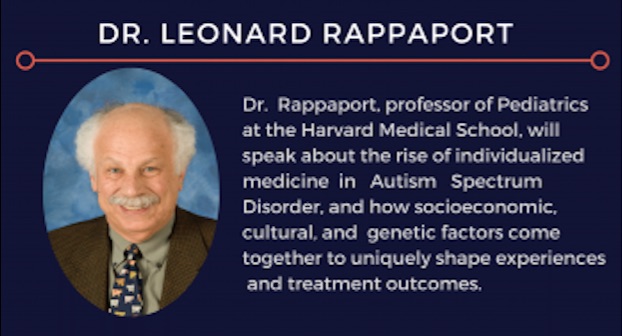 DR. LEONARD RAPPAPORT
Dr. Rappaport, professor of Pediatrics
at the Harvard Medical School, will
speak about the rise of individualized
medicine in Autism Spectrum
Disorder, and how socioeconomic,
cultural, and genetic factors come
together to uniquely shape experiences
and treatment outcomes.